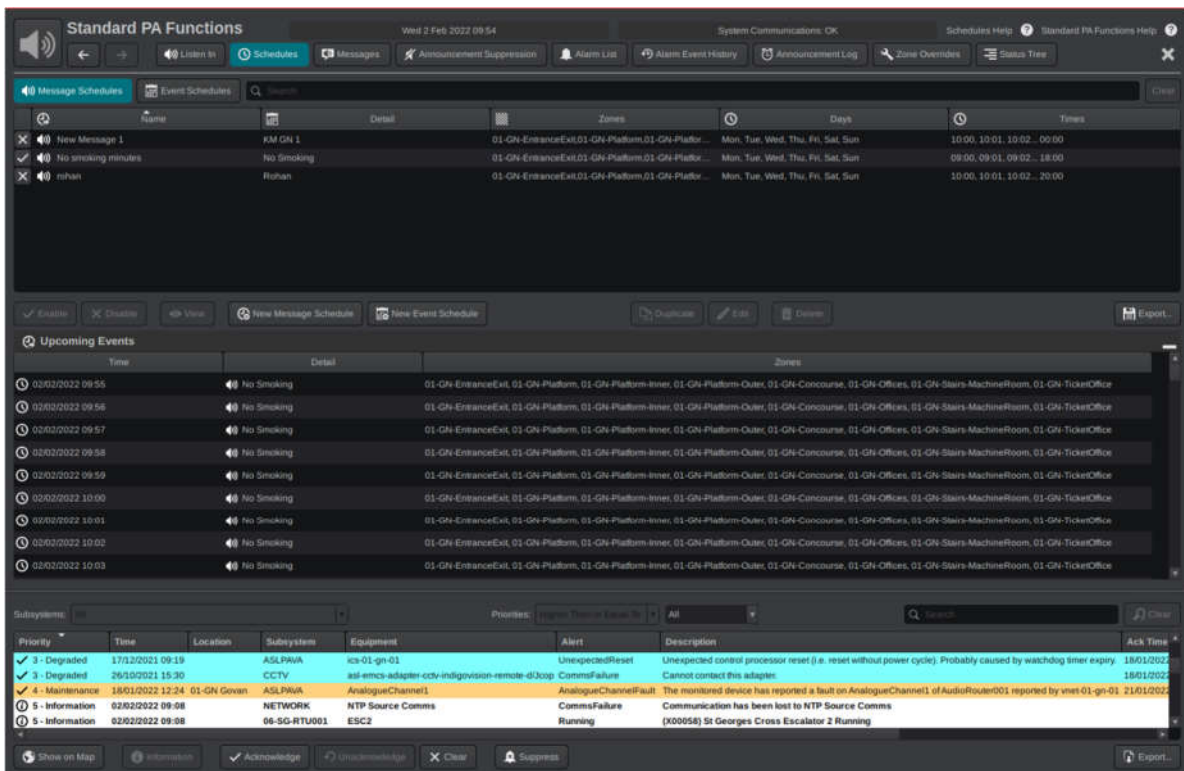 Standard PA Functions
Wed 2 Feb 2022 09:54
System Communications: OK
Schedules Help
Standard PA Functions Help
Listen In
Schedules
Messages
Announcement Suppression
Alarm List
Alarm Event History
Announcement Log
Zone Overrides
Status Tree
Message Schedules
Event Schedules
Search
Clear
Name Detail Zones Days Times
New Message 1 KM GN 1 01-GN-EntranceExit,01-GN-Platform,01-GN-Platfor... Mon, Tue, Wed, Thu, Fri, Sat, Sun 10:00, 10:01, 10:02... 00:00
No smoking minutes No Smoking 01-GN-EntranceExit,01-GN-Platform,01-GN-Platfor... Mon, Tue, Wed, Thu, Fri, Sat, Sun 09:00, 09:01, 09:02... 18:00
rohan Rohan 01-GN-EntranceExit,01-GN-Platform,01-GN-Platfor... Mon, Tue, Wed, Thu, Fri, Sat, Sun 10:00, 10:01, 10:02... 20:00
Enable
Disable
View
New Message Schedule
New Event Schedule
Duplicate
Edit
Delete
Export...
Upcoming Events
Time Detail Zones
02/02/2022 09:55 No Smoking 01-GN-EntranceExit, 01-GN-Platform, 01-GN-Platform-Inner, 01-GN-Platform-Outer, 01-GN-Concourse, 01-GN-Offices, 01-GN-Stairs-MachineRoom, 01-GN-TicketOffice
02/02/2022 09:56 No Smoking 01-GN-EntranceExit, 01-GN-Platform, 01-GN-Platform-Inner, 01-GN-Platform-Outer, 01-GN-Concourse, 01-GN-Offices, 01-GN-Stairs-MachineRoom, 01-GN-TicketOffice
02/02/2022 09:57 No Smoking 01-GN-EntranceExit, 01-GN-Platform, 01-GN-Platform-Inner, 01-GN-Platform-Outer, 01-GN-Concourse, 01-GN-Offices, 01-GN-Stairs-MachineRoom, 01-GN-TicketOffice
02/02/2022 09:58 No Smoking 01-GN-EntranceExit, 01-GN-Platform, 01-GN-Platform-Inner, 01-GN-Platform-Outer, 01-GN-Concourse, 01-GN-Offices, 01-GN-Stairs-MachineRoom, 01-GN-TicketOffice
02/02/2022 09:59 No Smoking 01-GN-EntranceExit, 01-GN-Platform, 01-GN-Platform-Inner, 01-GN-Platform-Outer, 01-GN-Concourse, 01-GN-Offices, 01-GN-Stairs-MachineRoom, 01-GN-TicketOffice
02/02/2022 10:00 No Smoking 01-GN-EntranceExit, 01-GN-Platform, 01-GN-Platform-Inner, 01-GN-Platform-Outer, 01-GN-Concourse, 01-GN-Offices, 01-GN-Stairs-MachineRoom, 01-GN-TicketOffice
02/02/2022 10:01 No Smoking 01-GN-EntranceExit, 01-GN-Platform, 01-GN-Platform-Inner, 01-GN-Platform-Outer, 01-GN-Concourse, 01-GN-Offices, 01-GN-Stairs-MachineRoom, 01-GN-TicketOffice
02/02/2022 10:02 No Smoking 01-GN-EntranceExit, 01-GN-Platform, 01-GN-Platform-Inner, 01-GN-Platform-Outer, 01-GN-Concourse, 01-GN-Offices, 01-GN-Stairs-MachineRoom, 01-GN-TicketOffice
02/02/2022 10:03 No Smoking 01-GN-EntranceExit, 01-GN-Platform, 01-GN-Platform-Inner, 01-GN-Platform-Outer, 01-GN-Concourse, 01-GN-Offices, 01-GN-Stairs-MachineRoom, 01-GN-TicketOffice
Subsystems: All
Priorities: Higher Than or Equal To All
Search
Clear
Priority Time Location Subsystem Equipment Alert Description Ack Time
3 - Degraded 17/12/2021 09:19 ASLPAVA ics-01-gn-01 UnexpectedReset Unexpected control processor reset (i.e. reset without power cycle). Probably caused by watchdog timer expiry. 18/01/2022
3 - Degraded 26/10/2021 15:30 CCTV asl-emcs-adapter-cctv-indigovision-remote-d/Jcop CommsFailure Cannot contact this adapter. 18/01/2022
4 - Maintenance 18/01/2022 12:24 01-GN Govan ASLPAVA AnalogueChannel1 AnalogueChannelFault The monitored device has reported a fault on AnalogueChannel1 of AudioRouter001 reported by vnet-01-gn-01 21/01/2022
5 - Information 02/02/2022 09:08 NETWORK NTP Source Comms CommsFailure Communication has been lost to NTP Source Comms
5 - Information 02/02/2022 09:08 06-SG-RTU001 ESC2 Running (X00058) St Georges Cross Escalator 2 Running
Show on Map
Information
Acknowledge
Unacknowledge
Clear
Suppress
Export...